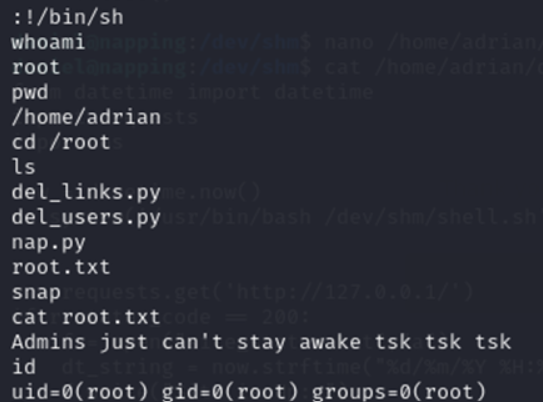 :!/bin/sh
whoami
root
pwd
/home/adrian
cd /root
ls
del_links.py
del_users.py
nap.py
root.txt
snap
cat root.txt
Admins just can't stay awake tsk tsk tsk
id
uid=0(root) gid=0(root) groups=0(root)